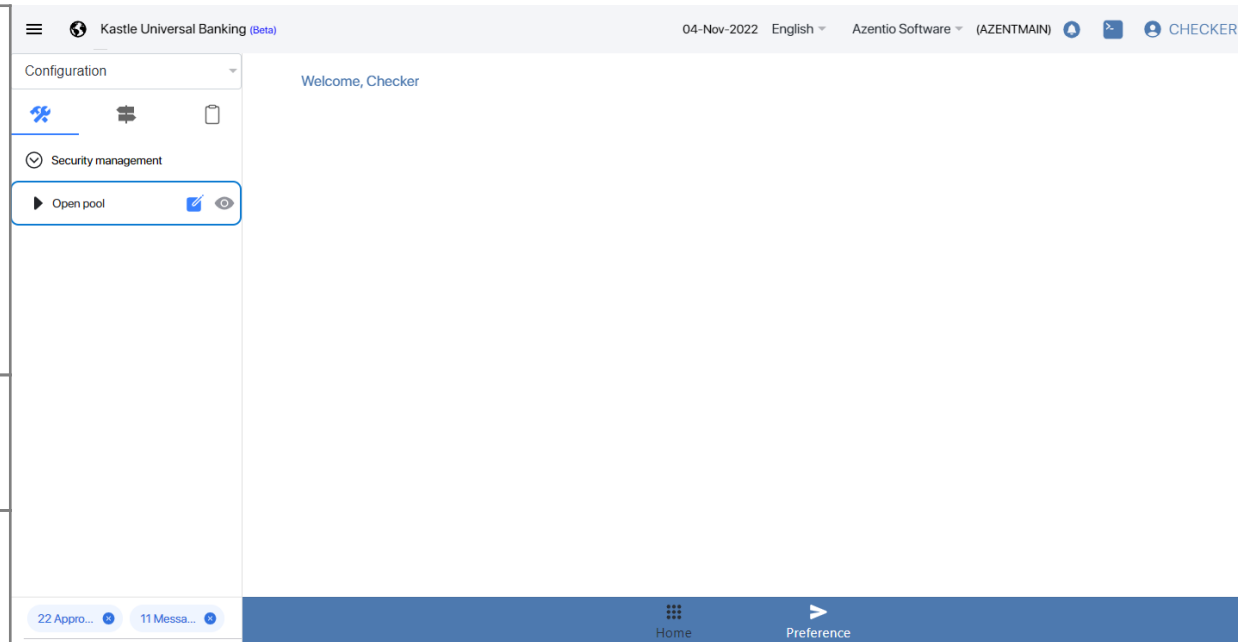 Kastle Universal Banking (Beta)
04-Nov-2022 English Azentio Software (AZENTMAIN) CHECKER
Configuration
Welcome, Checker
Security management
Open pool
22 Appro... 11 Messa...
Home Preference